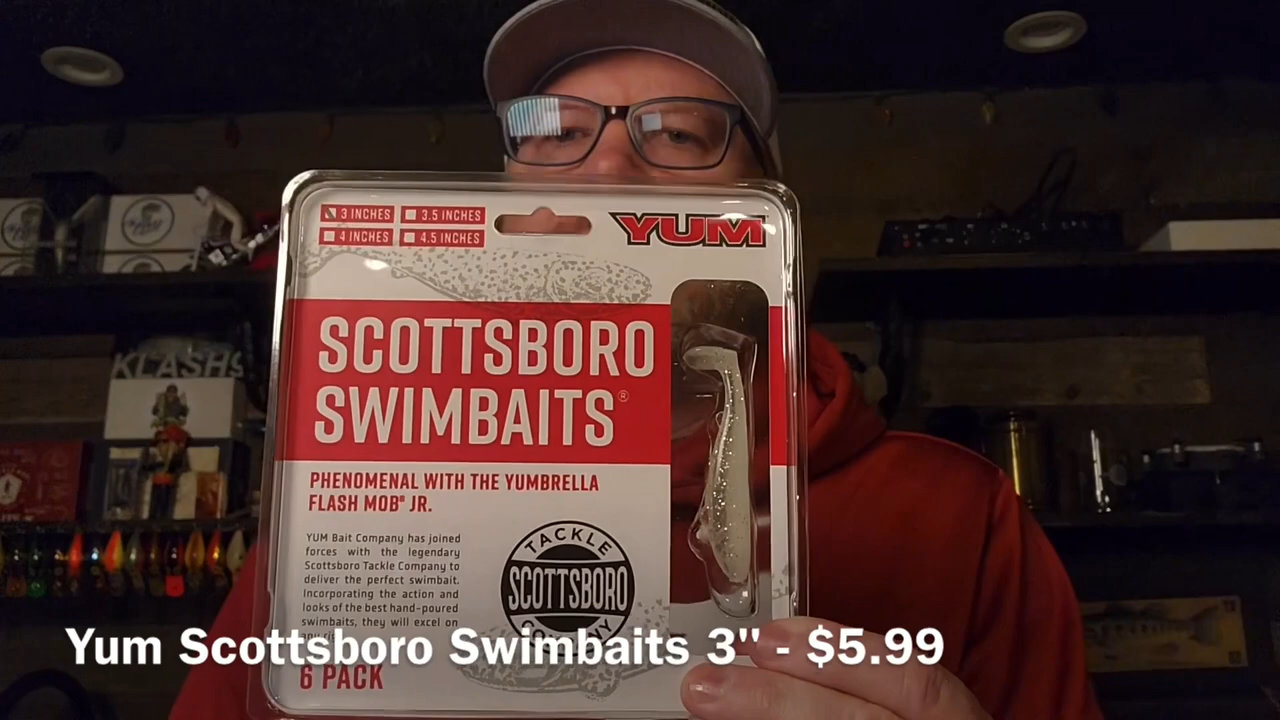 3 INCHES 3.5 INCHES
4 INCHES 4.5 INCHES
YUM
SCOTTSBORO
SWIMBAITS®
PHENOMENAL WITH THE YUMBRELLA
FLASH MOB® JR.
YUM Bait Company has joined
forces with the legendary
Scottsboro Tackle Company to
deliver the perfect swimbait.
Incorporating the action and
looks of the best hand-poured
swimbaits, they will excel on
TACKLE
SCOTTSBORO
COMPANY
Yum Scottsboro Swimbaits 3" - $5.99
6 PACK
KLASH9